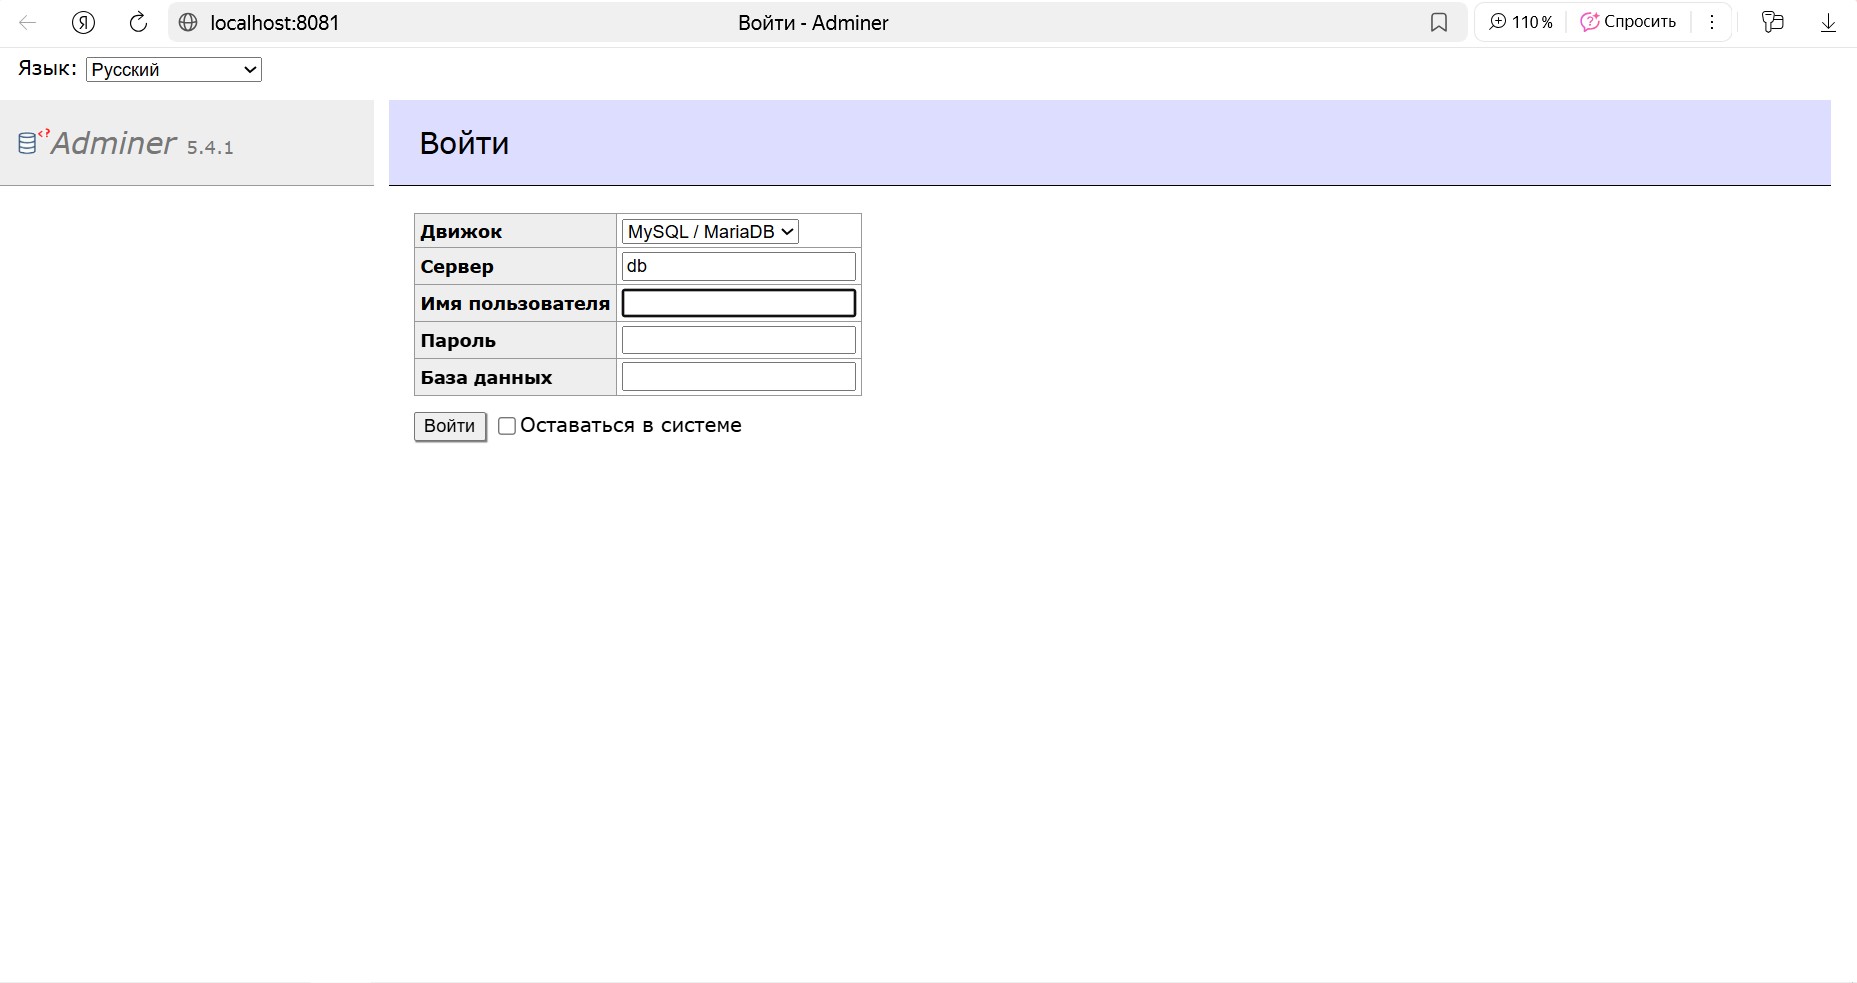 localhost:8081 Войти - Adminer 110 % Спросить
Язык: Русский
Adminer 5.4.1
Войти
Движок MySQL / MariaDB
Сервер db
Имя пользователя
Пароль
База данных
Войти Оставаться в системе